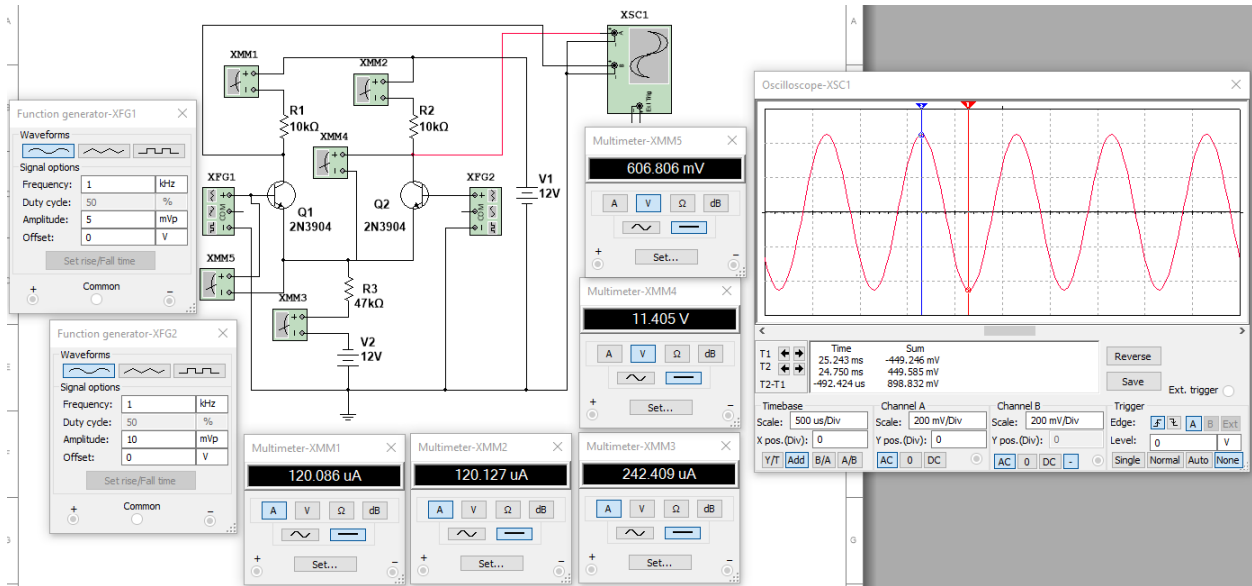 A
A
XSC1
XMM1
XMM2
Ext Trig
A
B
R1
10kΩ
R2
10kΩ
XMM4
XFG1
COM
Q1
2N3904
Q2
2N3904
XFG2
COM
V1
12V
XMM5
R3
47kΩ
XMM3
V2
12V
E
E
F
F
G
G
Function generator-XFG1
Waveforms
Signal options
Frequency: 1 kHz
Duty cycle: 50 %
Amplitude: 5 mVp
Offset: 0 V
Set rise/Fall time
+ Common -
Function generator-XFG2
Waveforms
Signal options
Frequency: 1 kHz
Duty cycle: 50 %
Amplitude: 10 mVp
Offset: 0 V
Set rise/Fall time
+ Common -
Multimeter-XMM5
606.806 mV
A V Ω dB
+ Set... -
Multimeter-XMM4
11.405 V
A V Ω dB
+ Set... -
Multimeter-XMM1
120.086 uA
A V Ω dB
+ Set... -
Multimeter-XMM2
120.127 uA
A V Ω dB
+ Set... -
Multimeter-XMM3
242.409 uA
A V Ω dB
+ Set... -
Oscilloscope-XSC1
2 1
Time Sum
T1 25.243 ms -449.246 mV
T2 24.750 ms 449.585 mV
T2-T1 -492.424 us 898.832 mV
Reverse
Save
Ext. trigger
Timebase
Scale: 500 us/Div
X pos.(Div): 0
Y/T Add B/A A/B
Channel A
Scale: 200 mV/Div
Y pos.(Div): 0
AC 0 DC
Channel B
Scale: 200 mV/Div
Y pos.(Div): 0
AC 0 DC -
Trigger
Edge: A B Ext
Level: 0 V
Single Normal Auto None